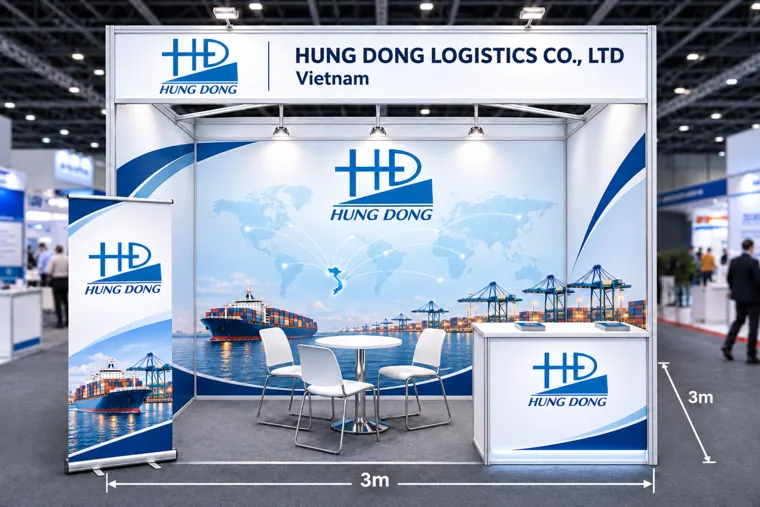 HD
HUNG DONG
HUNG DONG LOGISTICS CO., LTD
Vietnam
HD
HUNG DONG
HD
HUNG DONG
HD
HUNG DONG
3m
3m